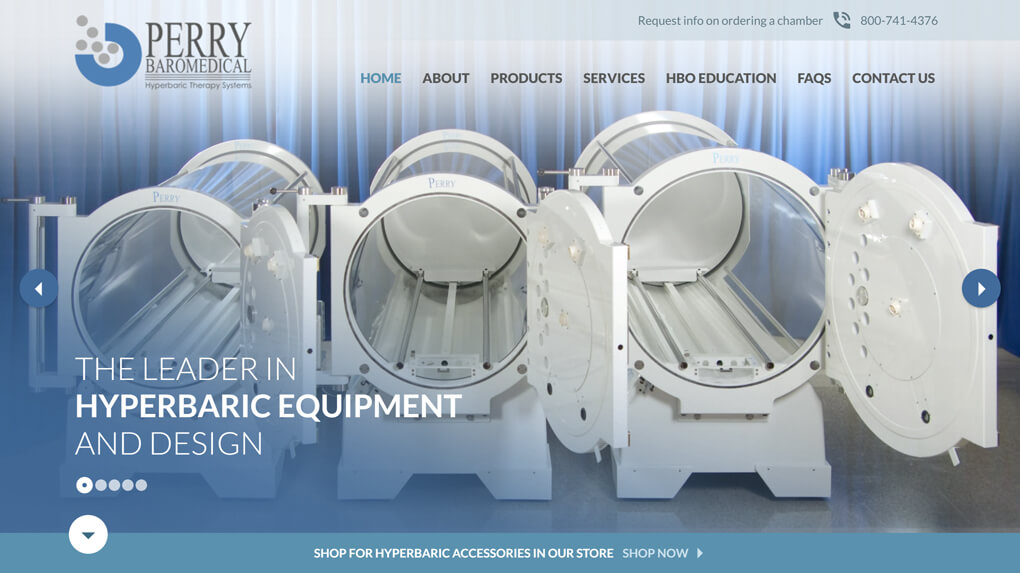 Request info on ordering a chamber 800-741-4376
PERRY
BAROMEDICAL
Hyperbaric Therapy Systems
HOME ABOUT PRODUCTS SERVICES HBO EDUCATION FAQS CONTACT US
PERRY
PERRY
PERRY
THE LEADER IN
HYPERBARIC EQUIPMENT
AND DESIGN
SHOP FOR HYPERBARIC ACCESSORIES IN OUR STORE SHOP NOW